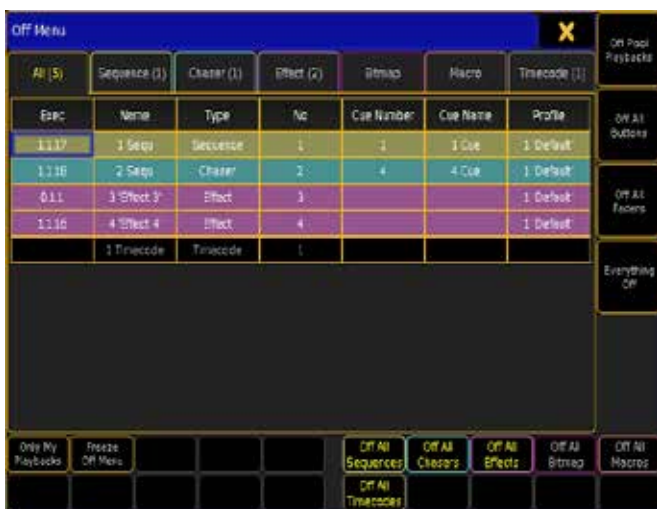 Off Menu
X
Off Pool
Playbacks
All (5)
Sequence (1)
Chaser (1)
Effect (2)
Bitmap
Macro
Timecode (1)
Exec
Name
Type
No
Cue Number
Cue Name
Profile
Off All
Buttons
1.1.17
1 Sequ
Sequence
1
1
1 Cue
1 Default
1.1.18
2 Sequ
Chaser
2
4
4 Cue
1 Default
0.1.1
3 'Effect 3'
Effect
3
1 Default
Off All
Faders
1.1.16
4 'Effect 4
Effect
4
1 Default
1 Timecode
Timecode
1
Everything
Off
Only My
Playbacks
Freeze
Off Menu
Off All
Sequences
Off All
Chasers
Off All
Effects
Off All
Bitmap
Off All
Macros
Off All
Timecodes